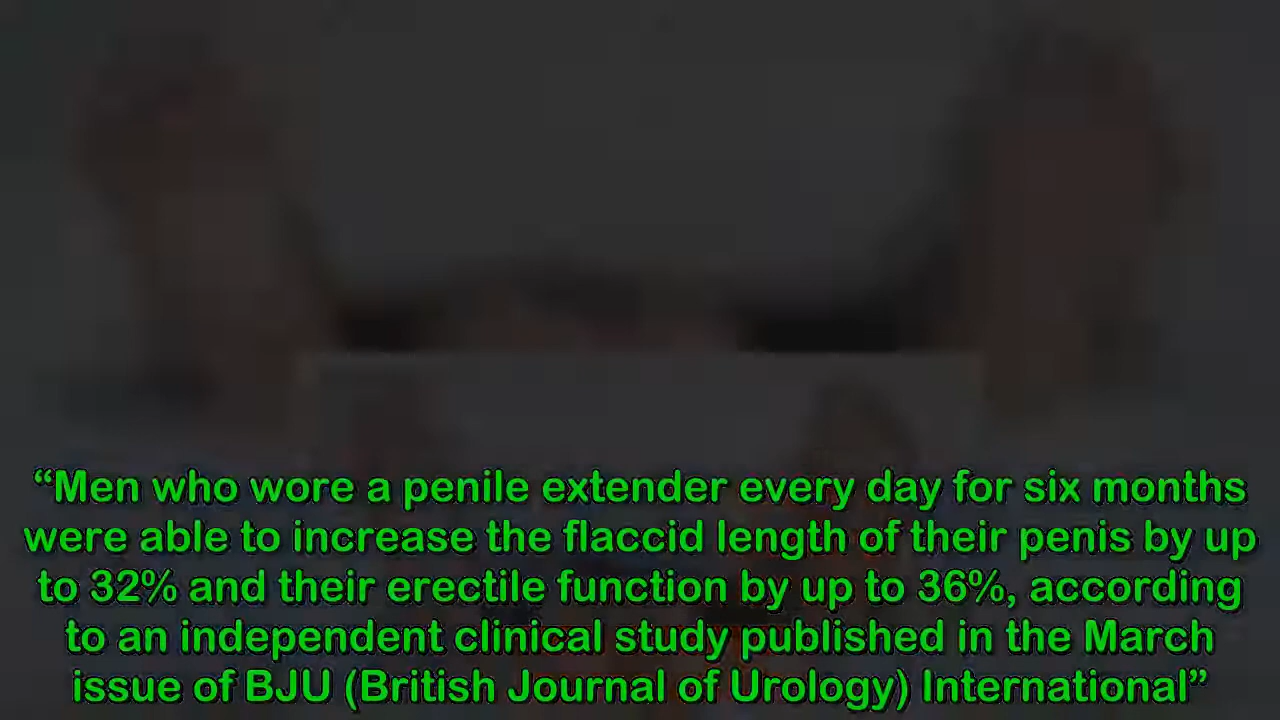 “Men who wore a penile extender every day for six months
were able to increase the flaccid length of their penis by up
to 32% and their erectile function by up to 36%, according
to an independent clinical study published in the March
issue of BJU (British Journal of Urology) International”